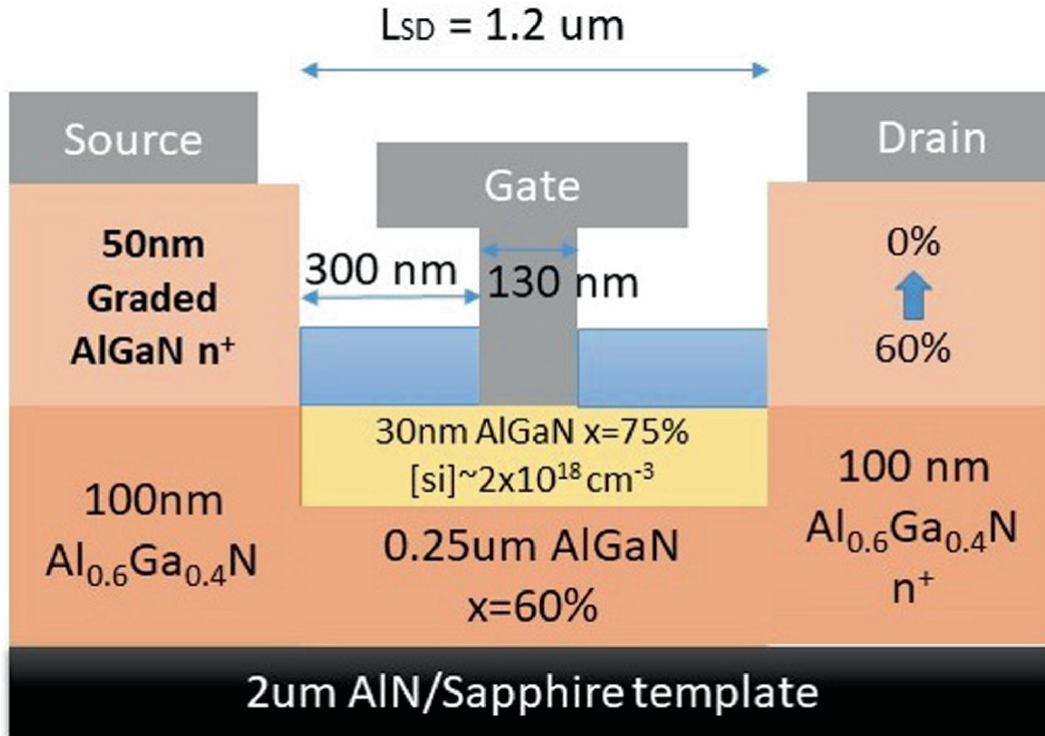 LSD = 1.2 um
Source
Drain
Gate
50nm
Graded
AlGaN n⁺
300 nm
130 nm
0%
60%
30nm AlGaN x=75%
[si]~2x10¹⁸ cm⁻³
100nm
Al₀.₆Ga₀.₄N
0.25um AlGaN
x=60%
100 nm
Al₀.₆Ga₀.₄N
n⁺
2um AlN/Sapphire template